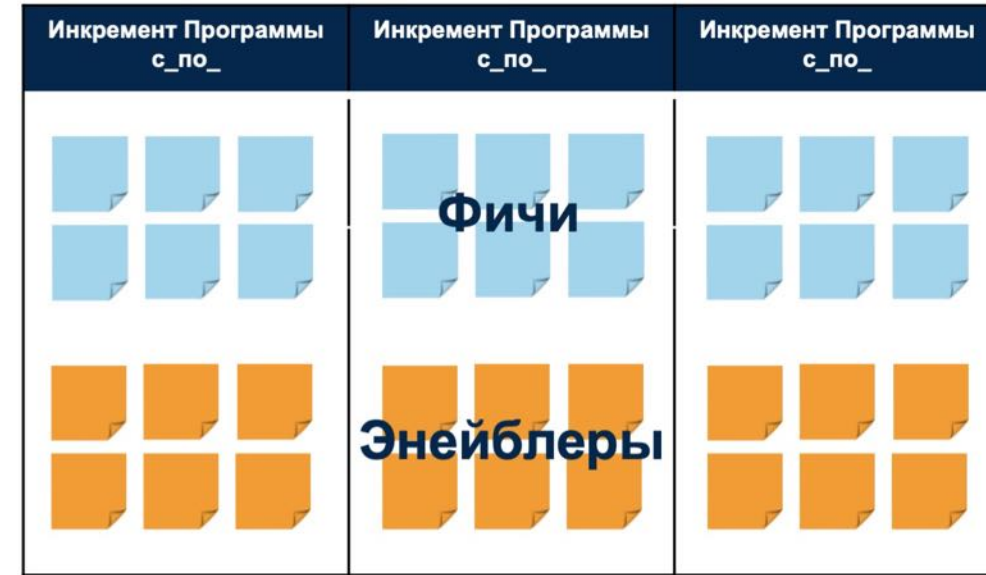 Инкремент Программы
с_по_
Инкремент Программы
с_по_
Инкремент Программы
с_по_
Фичи
Энейблеры